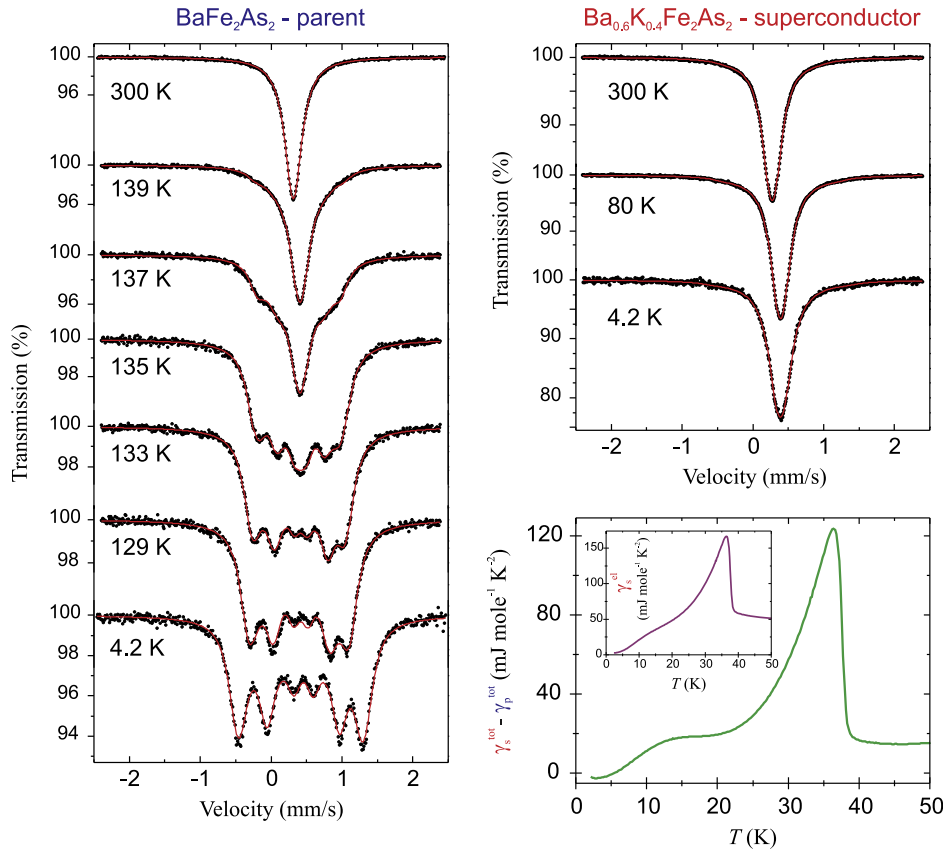 BaFe₂As₂ - parent
100
96
300 K
100
96
139 K
100
96
137 K
100
98
135 K
100
98
133 K
100
98
129 K
100
98
96
94
4.2 K
Transmission (%)
-2
-1
0
1
2
Velocity (mm/s)
Ba₀.₆K₀.₄Fe₂As₂ - superconductor
100
90
300 K
100
90
80 K
100
90
80
4.2 K
Transmission (%)
-2
-1
0
1
2
Velocity (mm/s)
120
80
40
0
γₛᵗᵒᵗ - γₚᵗᵒᵗ (mJ mole⁻¹ K⁻²)
0
10
20
30
40
50
T (K)
150
100
50
0
γₛᵉˡ
(mJ mole⁻¹ K⁻²)
0
10
20
30
40
50
T (K)